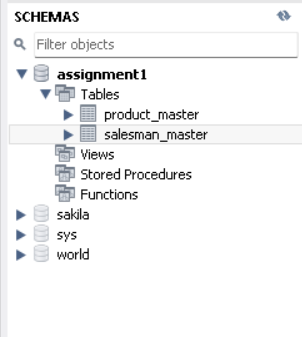 SCHEMAS
Filter objects
assignment1
Tables
product_master
salesman_master
Views
Stored Procedures
Functions
sakila
sys
world